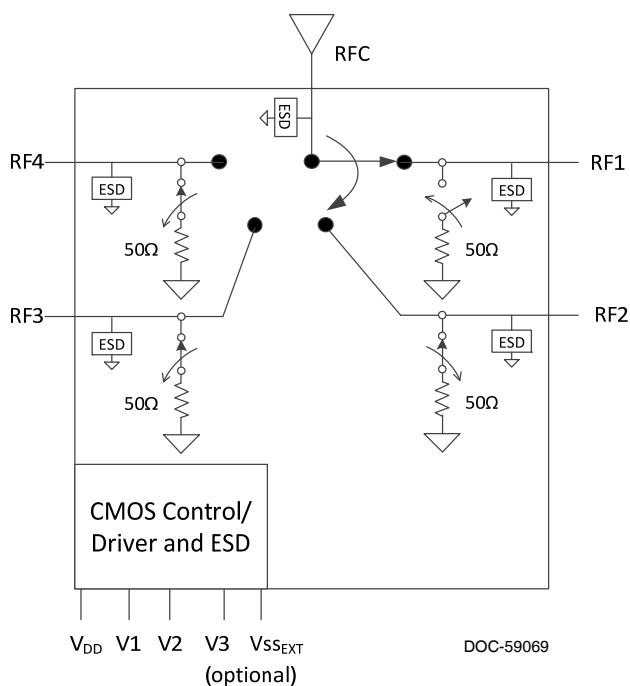 RFC
ESD
RF4
RF1
ESD
ESD
50Ω
50Ω
RF3
RF2
ESD
ESD
50Ω
50Ω
CMOS Control/
Driver and ESD
VDD V1 V2 V3 VSSEXT
(optional)
DOC-59069